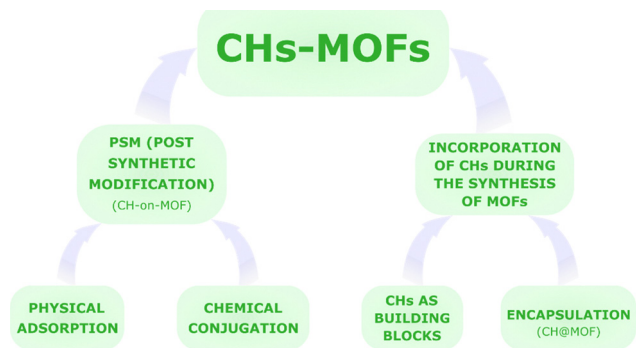 CHs-MOFs
PSM (POST
SYNTHETIC
MODIFICATION)
(CH-on-MOF)
INCORPORATION
OF CHs DURING
THE SYNTHESIS
OF MOFs
PHYSICAL
ADSORPTION
CHEMICAL
CONJUGATION
CHs AS
BUILDING
BLOCKS
ENCAPSULATION
(CH@MOF)